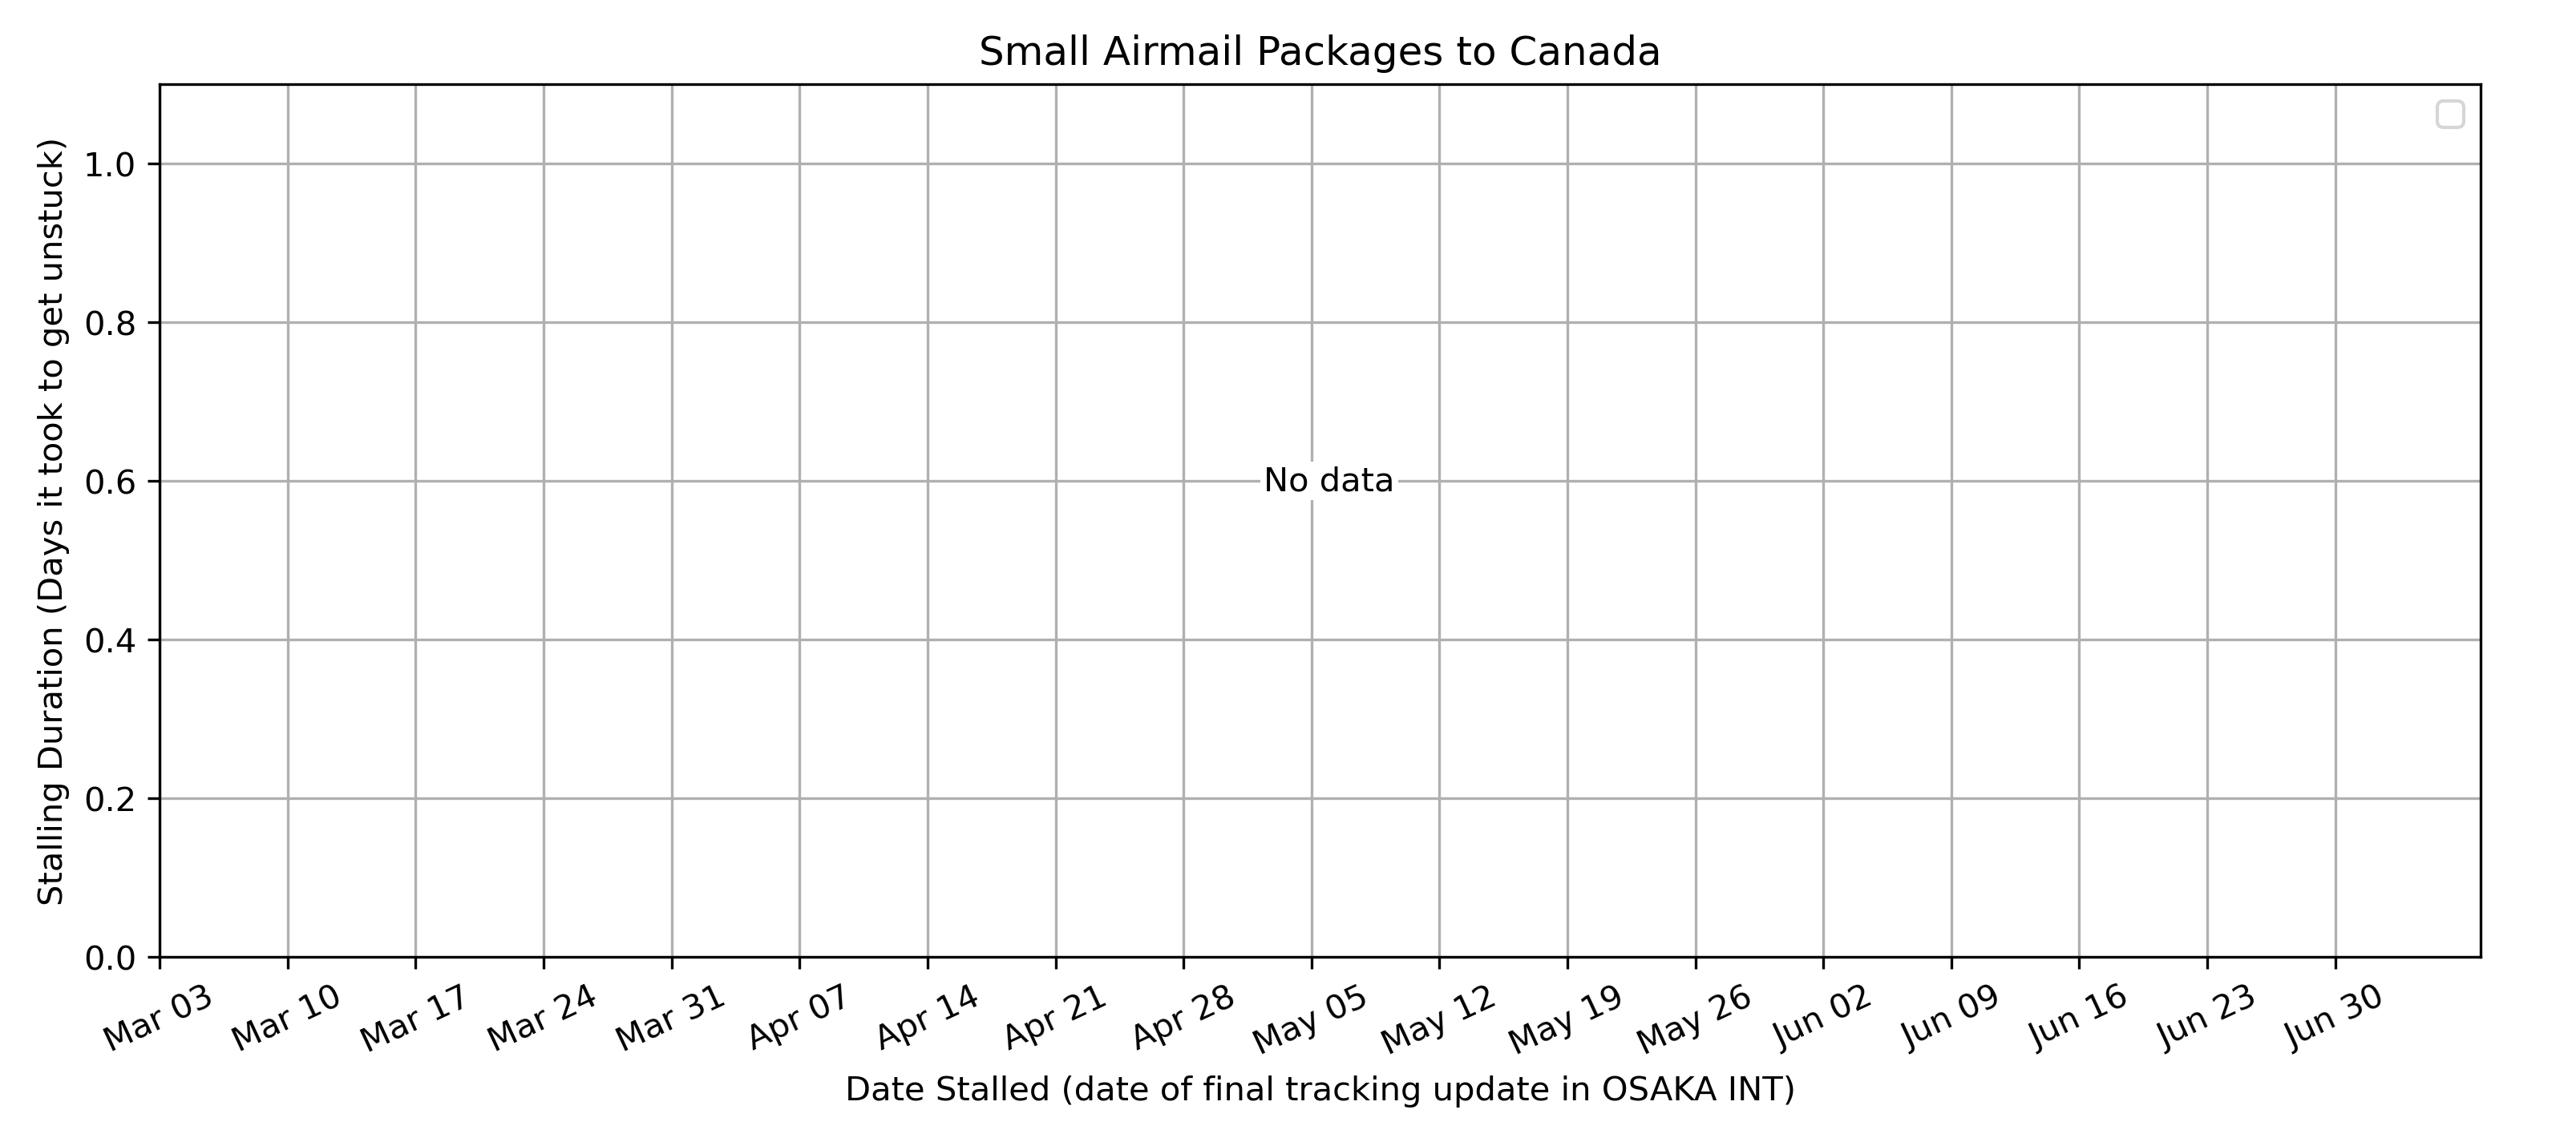 Small Airmail Packages to Canada
Stalling Duration (Days it took to get unstuck)
1.0
0.8
0.6
0.4
0.2
0.0
No data
Mar 03
Mar 10
Mar 17
Mar 24
Mar 31
Apr 07
Apr 14
Apr 21
Apr 28
May 05
May 12
May 19
May 26
Jun 02
Jun 09
Jun 16
Jun 23
Jun 30
Date Stalled (date of final tracking update in OSAKA INT)